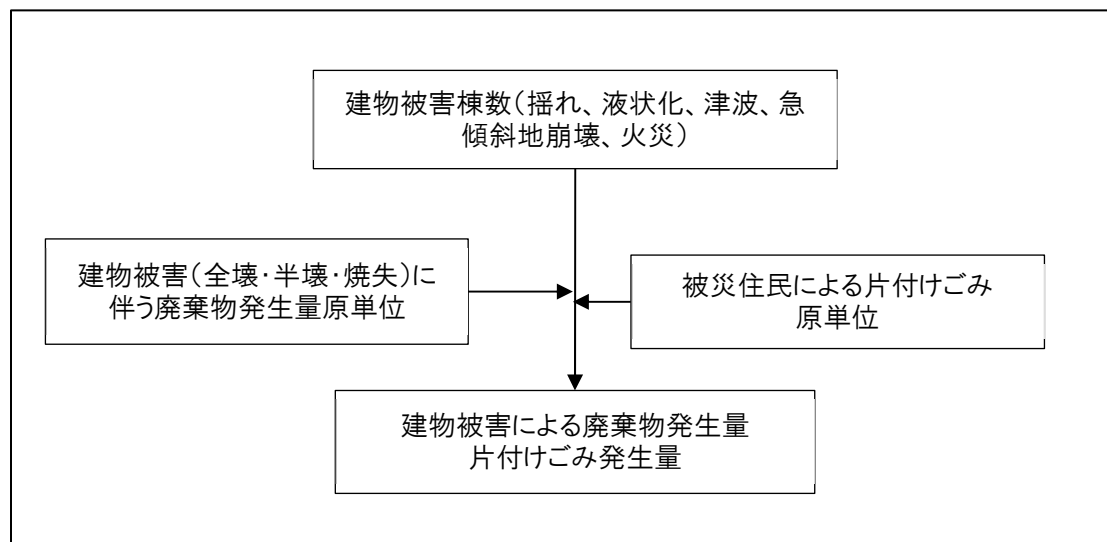 建物被害棟数（揺れ、液状化、津波、急
傾斜地崩壊、火災）
建物被害（全壊・半壊・焼失）に
伴う廃棄物発生量原単位
被災住民による片付けごみ
原単位
建物被害による廃棄物発生量
片付けごみ発生量